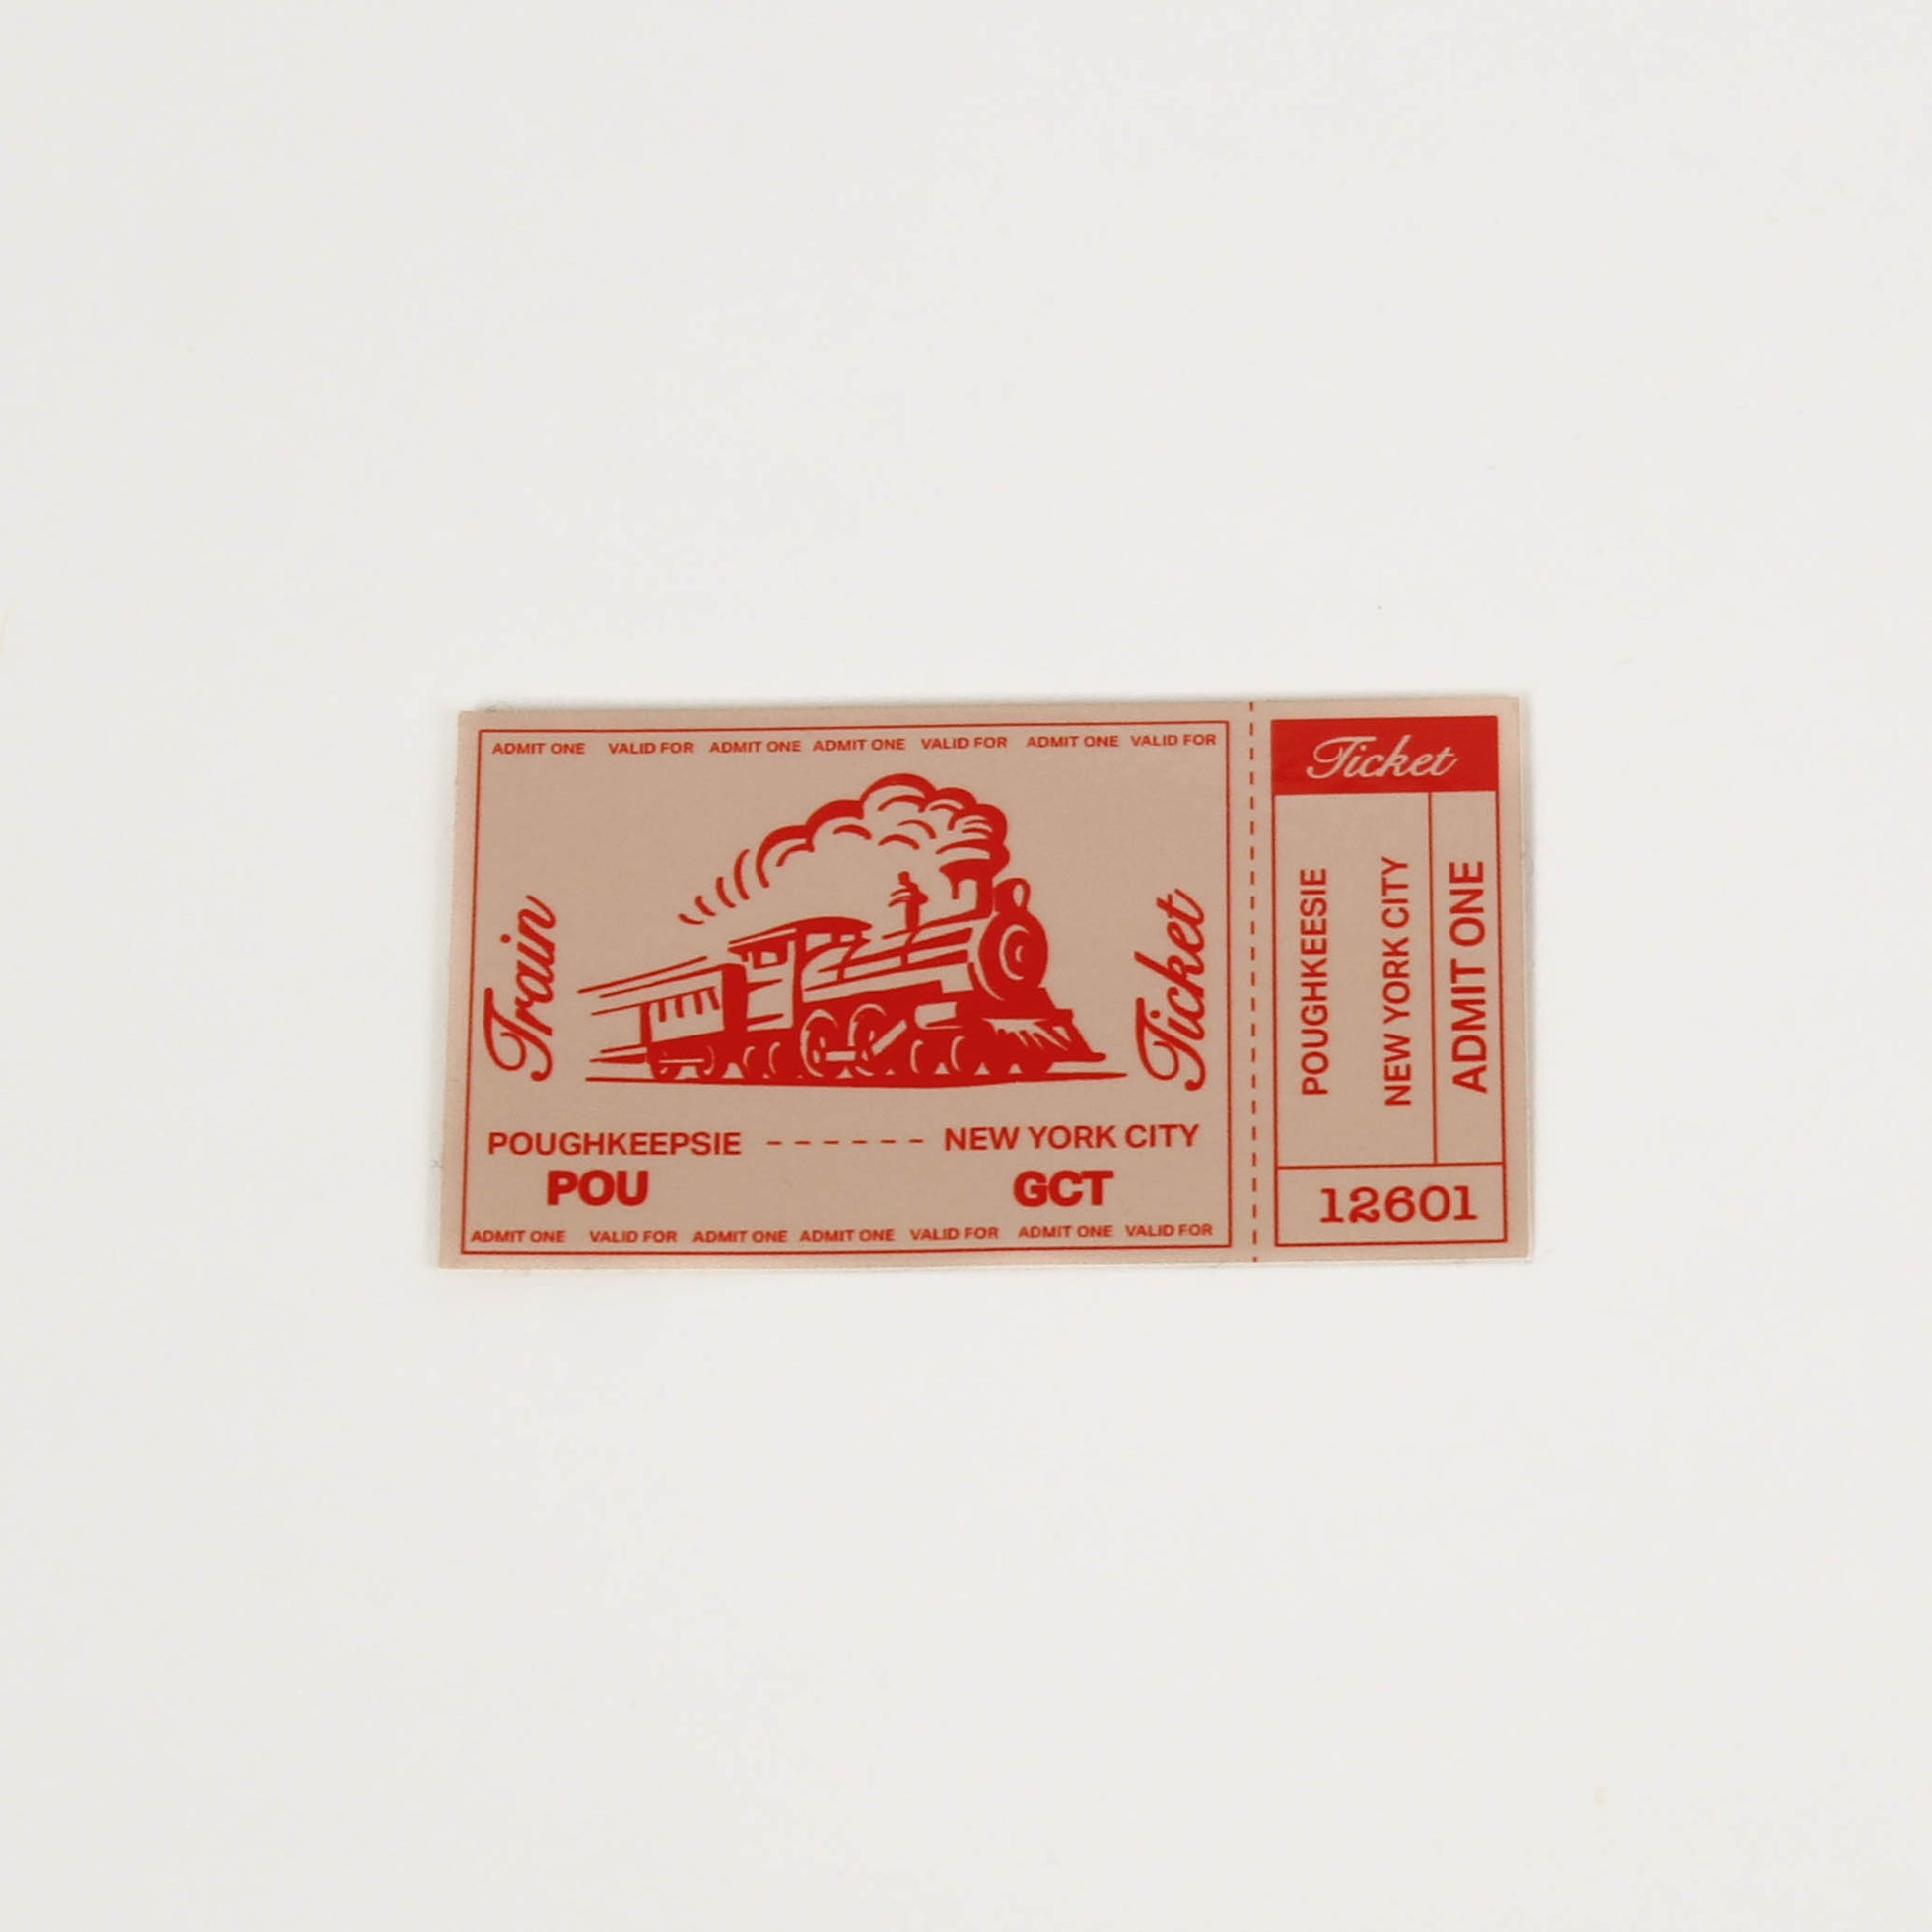 ADMIT ONE VALID FOR ADMIT ONE ADMIT ONE VALID FOR ADMIT ONE VALID FOR
Train
Ticket
POUGHKEEPSIE ------ NEW YORK CITY
POU GCT
ADMIT ONE VALID FOR ADMIT ONE ADMIT ONE VALID FOR ADMIT ONE VALID FOR
Ticket
POUGHKEESIE
NEW YORK CITY
ADMIT ONE
12601